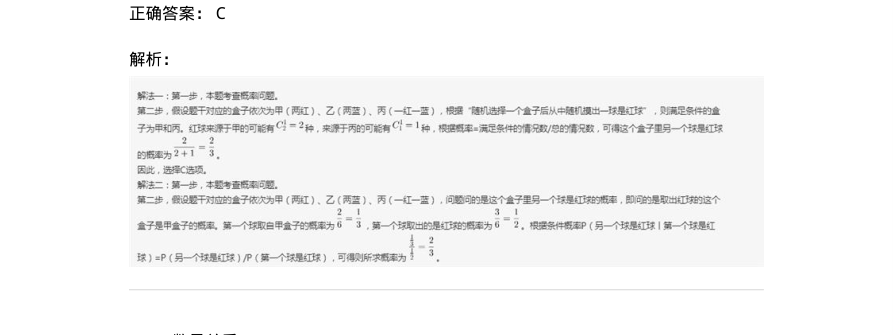 正确答案: C
解析:
解法一:第一步,本题考查概率问题。
第二步,假设题干对应的盒子依次为甲(两红)、乙(两蓝)、丙(一红一蓝),根据“随机选择一个盒子后从中随机摸出一球是红球”,则满足条件的盒
子为甲和丙。红球来源于甲的可能有C_2^1=2种,来源于丙的可能有C_1^1=1种,根据概率=满足条件的情况数/总的情况数,可得这个盒子里另一个球是红球
的概率为2/(2+1)=2/3。
因此,选择C选项。
解法二:第一步,本题考查概率问题。
第二步,假设题干对应的盒子依次为甲(两红)、乙(两蓝)、丙(一红一蓝),问题问的是这个盒子里另一个球是红球的概率,即问的是取出红球的这个
盒子是甲盒子的概率。第一个球取自甲盒子的概率为2/6=1/3,第一个球取出的是红球的概率为3/6=1/2。根据条件概率P(另一个球是红球|第一个球是红
球)=P(另一个球是红球)/P(第一个球是红球),可得则所求概率为(1/3)/(1/2)=2/3。